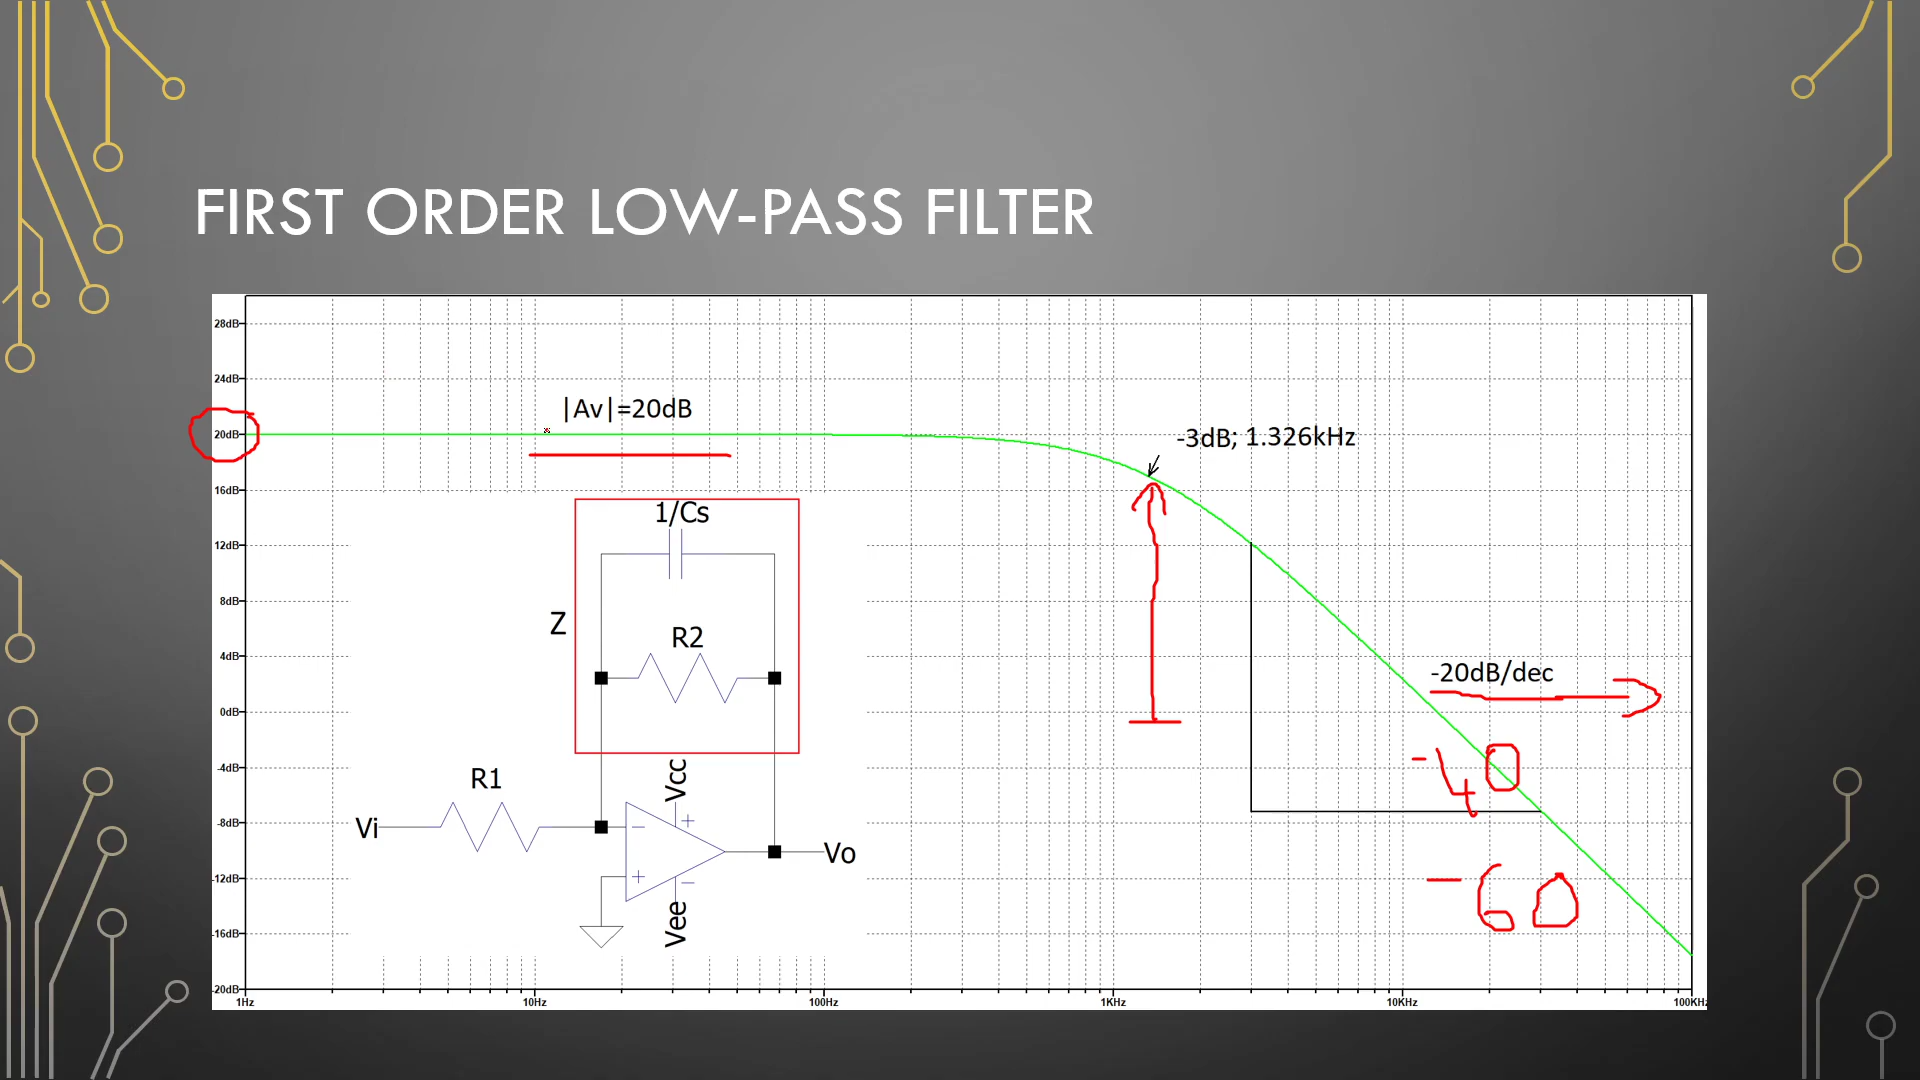 FIRST ORDER LOW-PASS FILTER
28dB
24dB
|Av|=20dB
20dB
-3dB; 1.326kHz
16dB
1/Cs
12dB
8dB
Z
R2
4dB
-20dB/dec
0dB
-4dB
-40
R1
Vcc
-8dB
Vi
Vo
-12dB
-60
Vee
-16dB
-20dB
1Hz 10Hz 100Hz 1KHz 10KHz 100KHz